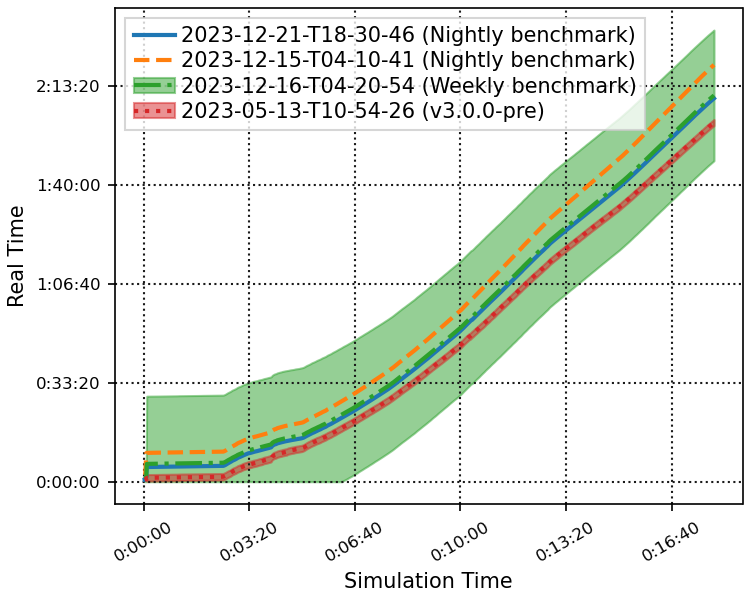 2023-12-21-T18-30-46 (Nightly benchmark)
2023-12-15-T04-10-41 (Nightly benchmark)
2023-12-16-T04-20-54 (Weekly benchmark)
2023-05-13-T10-54-26 (v3.0.0-pre)
2:13:20
1:40:00
1:06:40
0:33:20
0:00:00
Real Time
0:00:00
0:03:20
0:06:40
0:10:00
0:13:20
0:16:40
Simulation Time